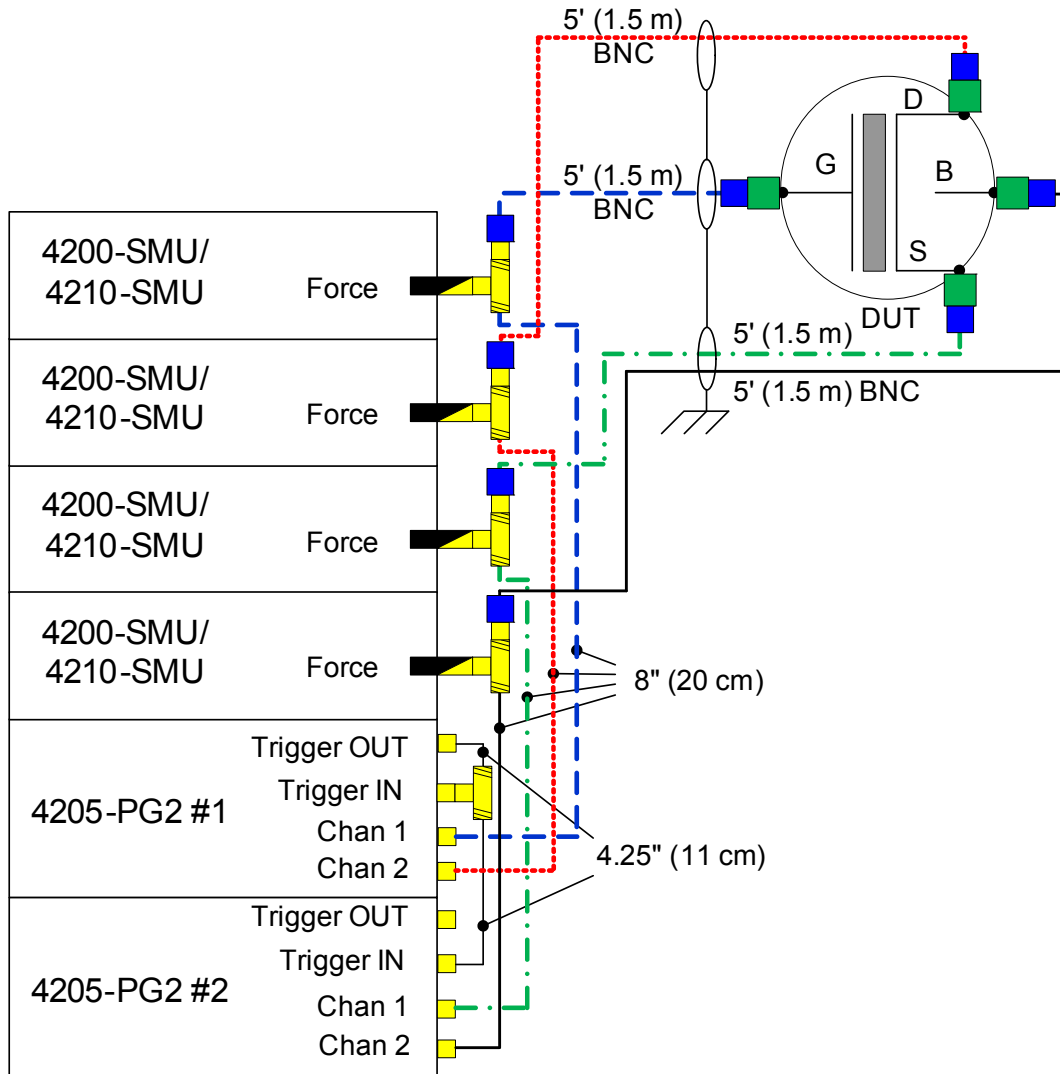 5' (1.5 m)
BNC
D
G
B
S
DUT
5' (1.5 m)
BNC
5' (1.5 m)
5' (1.5 m) BNC
4200-SMU/
4210-SMU
Force
4200-SMU/
4210-SMU
Force
4200-SMU/
4210-SMU
Force
4200-SMU/
4210-SMU
Force
8" (20 cm)
4205-PG2 #1
Trigger OUT
Trigger IN
Chan 1
Chan 2
4.25" (11 cm)
4205-PG2 #2
Trigger OUT
Trigger IN
Chan 1
Chan 2